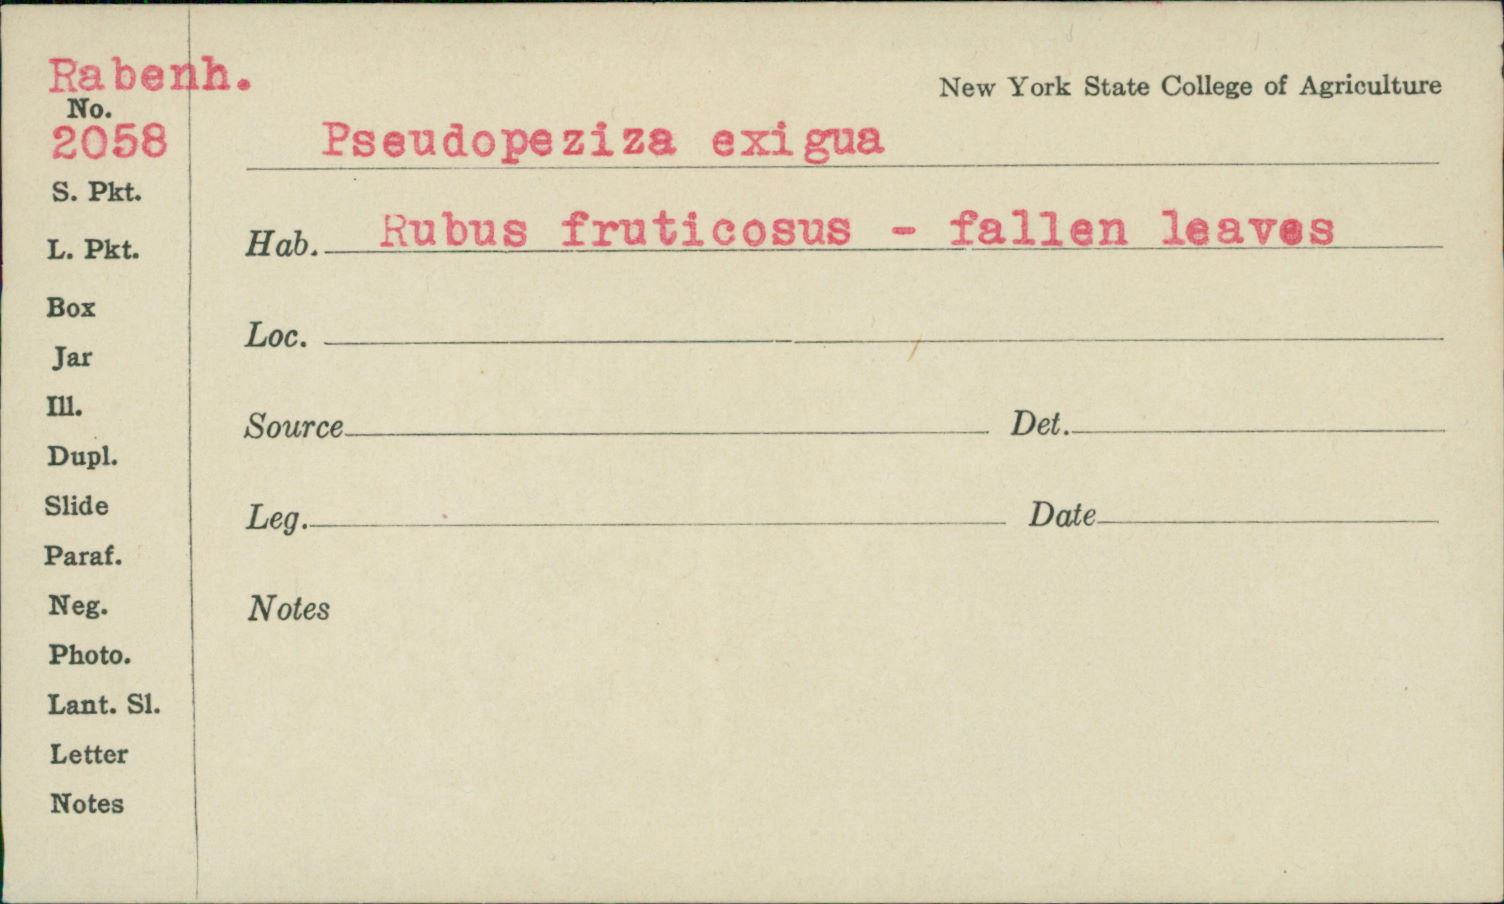 Rabenh.
New York State College of Agriculture
No.
2058
Pseudopeziza exigua
S. Pkt.
Hab. Rubus fruticosus - fallen leaves
L. Pkt.
Box
Loc.
Jar
Ill.
Source Det.
Dupl.
Slide
Leg. Date
Paraf.
Neg.
Notes
Photo.
Lant. Sl.
Letter
Notes